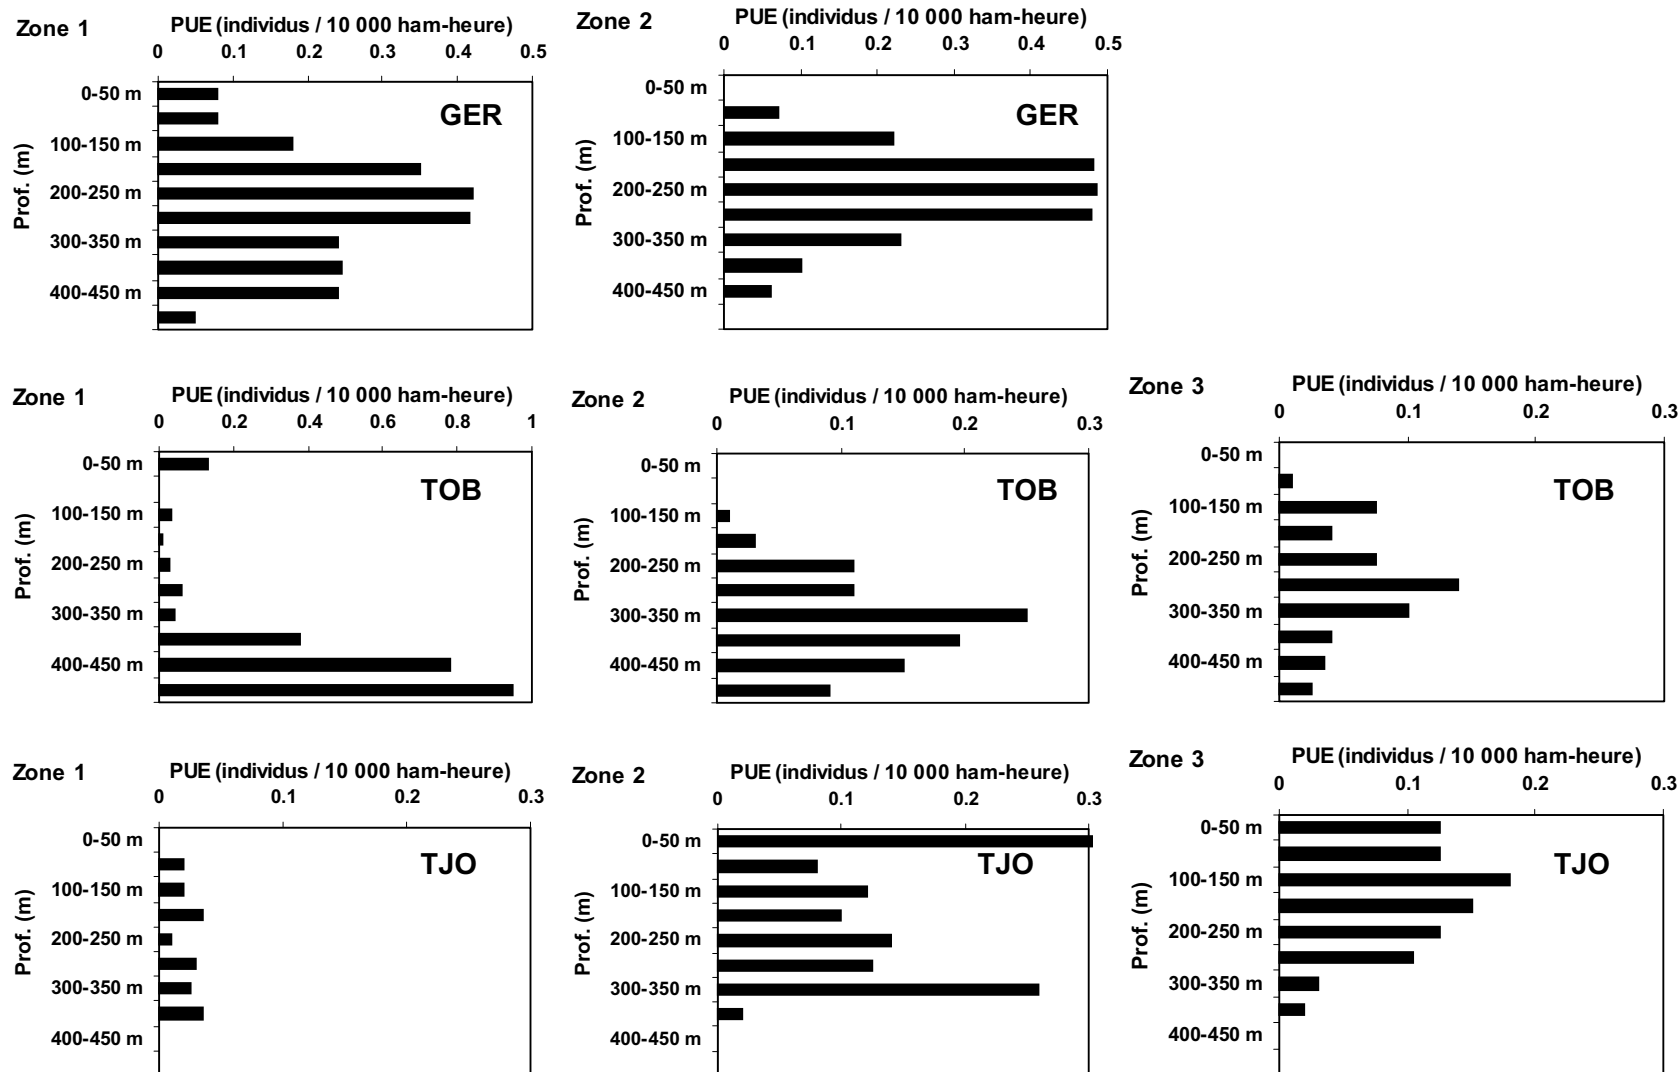 Zone 1
PUE (individus / 10 000 ham-heure)
0 0.1 0.2 0.3 0.4 0.5
0-50 m
100-150 m
200-250 m
300-350 m
400-450 m
Prof. (m)
GER
Zone 2
PUE (individus / 10 000 ham-heure)
0 0.1 0.2 0.3 0.4 0.5
0-50 m
100-150 m
200-250 m
300-350 m
400-450 m
Prof. (m)
GER
Zone 1
PUE (individus / 10 000 ham-heure)
0 0.2 0.4 0.6 0.8 1
0-50 m
100-150 m
200-250 m
300-350 m
400-450 m
Prof. (m)
TOB
Zone 2
PUE (individus / 10 000 ham-heure)
0 0.1 0.2 0.3
0-50 m
100-150 m
200-250 m
300-350 m
400-450 m
Prof. (m)
TOB
Zone 3
PUE (individus / 10 000 ham-heure)
0 0.1 0.2 0.3
0-50 m
100-150 m
200-250 m
300-350 m
400-450 m
Prof. (m)
TOB
Zone 1
PUE (individus / 10 000 ham-heure)
0 0.1 0.2 0.3
0-50 m
100-150 m
200-250 m
300-350 m
400-450 m
Prof. (m)
TJO
Zone 2
PUE (individus / 10 000 ham-heure)
0 0.1 0.2 0.3
0-50 m
100-150 m
200-250 m
300-350 m
400-450 m
Prof. (m)
TJO
Zone 3
PUE (individus / 10 000 ham-heure)
0 0.1 0.2 0.3
0-50 m
100-150 m
200-250 m
300-350 m
400-450 m
Prof. (m)
TJO